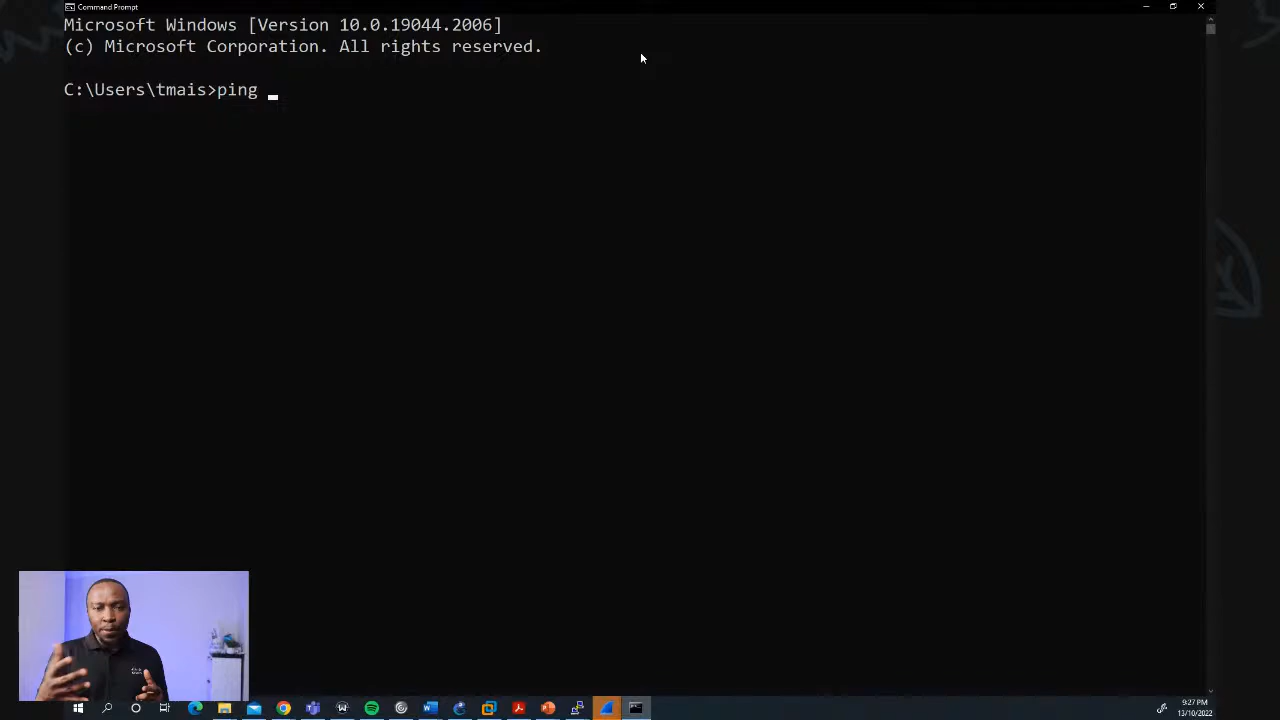 Command Prompt
Microsoft Windows [Version 10.0.19044.2006]
(c) Microsoft Corporation. All rights reserved.
C:\Users\tmais>ping _
9:27 PM
13/10/2022